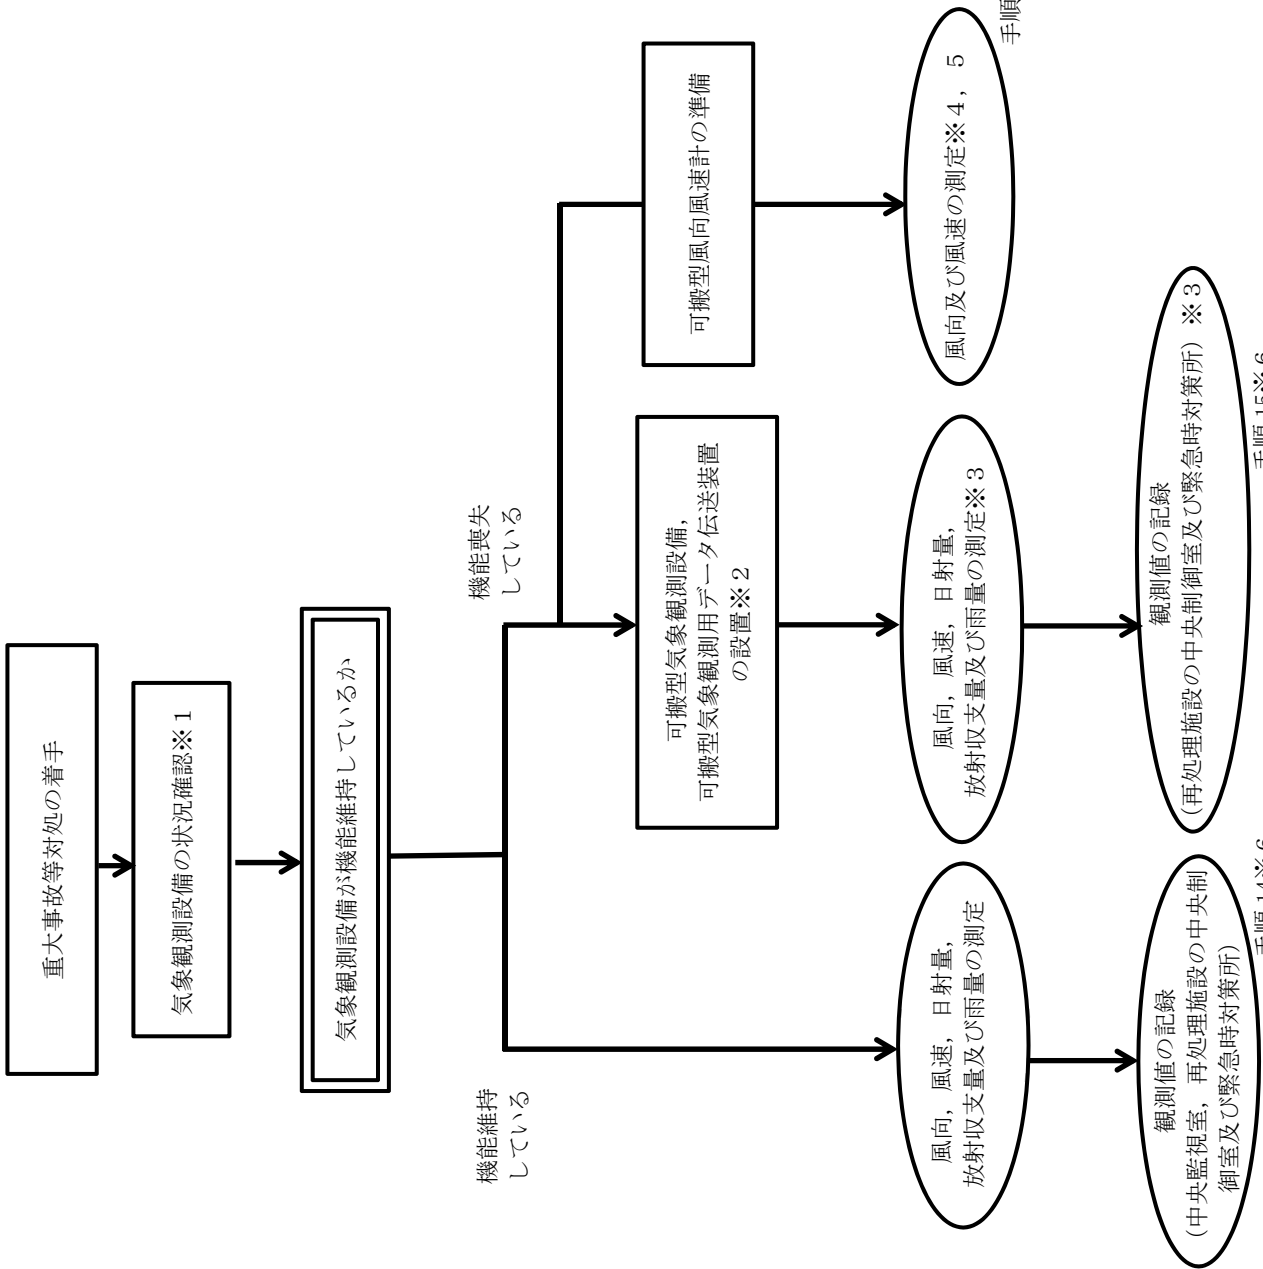 重大事故等対処の着手
気象観測設備の状況確認※１
気象観測設備が機能維持しているか
機能維持
している
機能喪失
している
風向，風速，日射量，
放射収支量及び雨量の測定
観測値の記録
(中央監視室，再処理施設の中央制
御室及び緊急時対策所)
手順 14※６
可搬型気象観測設備，
可搬型気象観測用データ伝送装置
の設置※２
風向，風速，日射量，
放射収支量及び雨量の測定※３
観測値の記録
(再処理施設の中央制御室及び緊急時対策所) ※３
手順 15※６
可搬型風向風速計の準備
風向及び風速の測定※４，５
手順